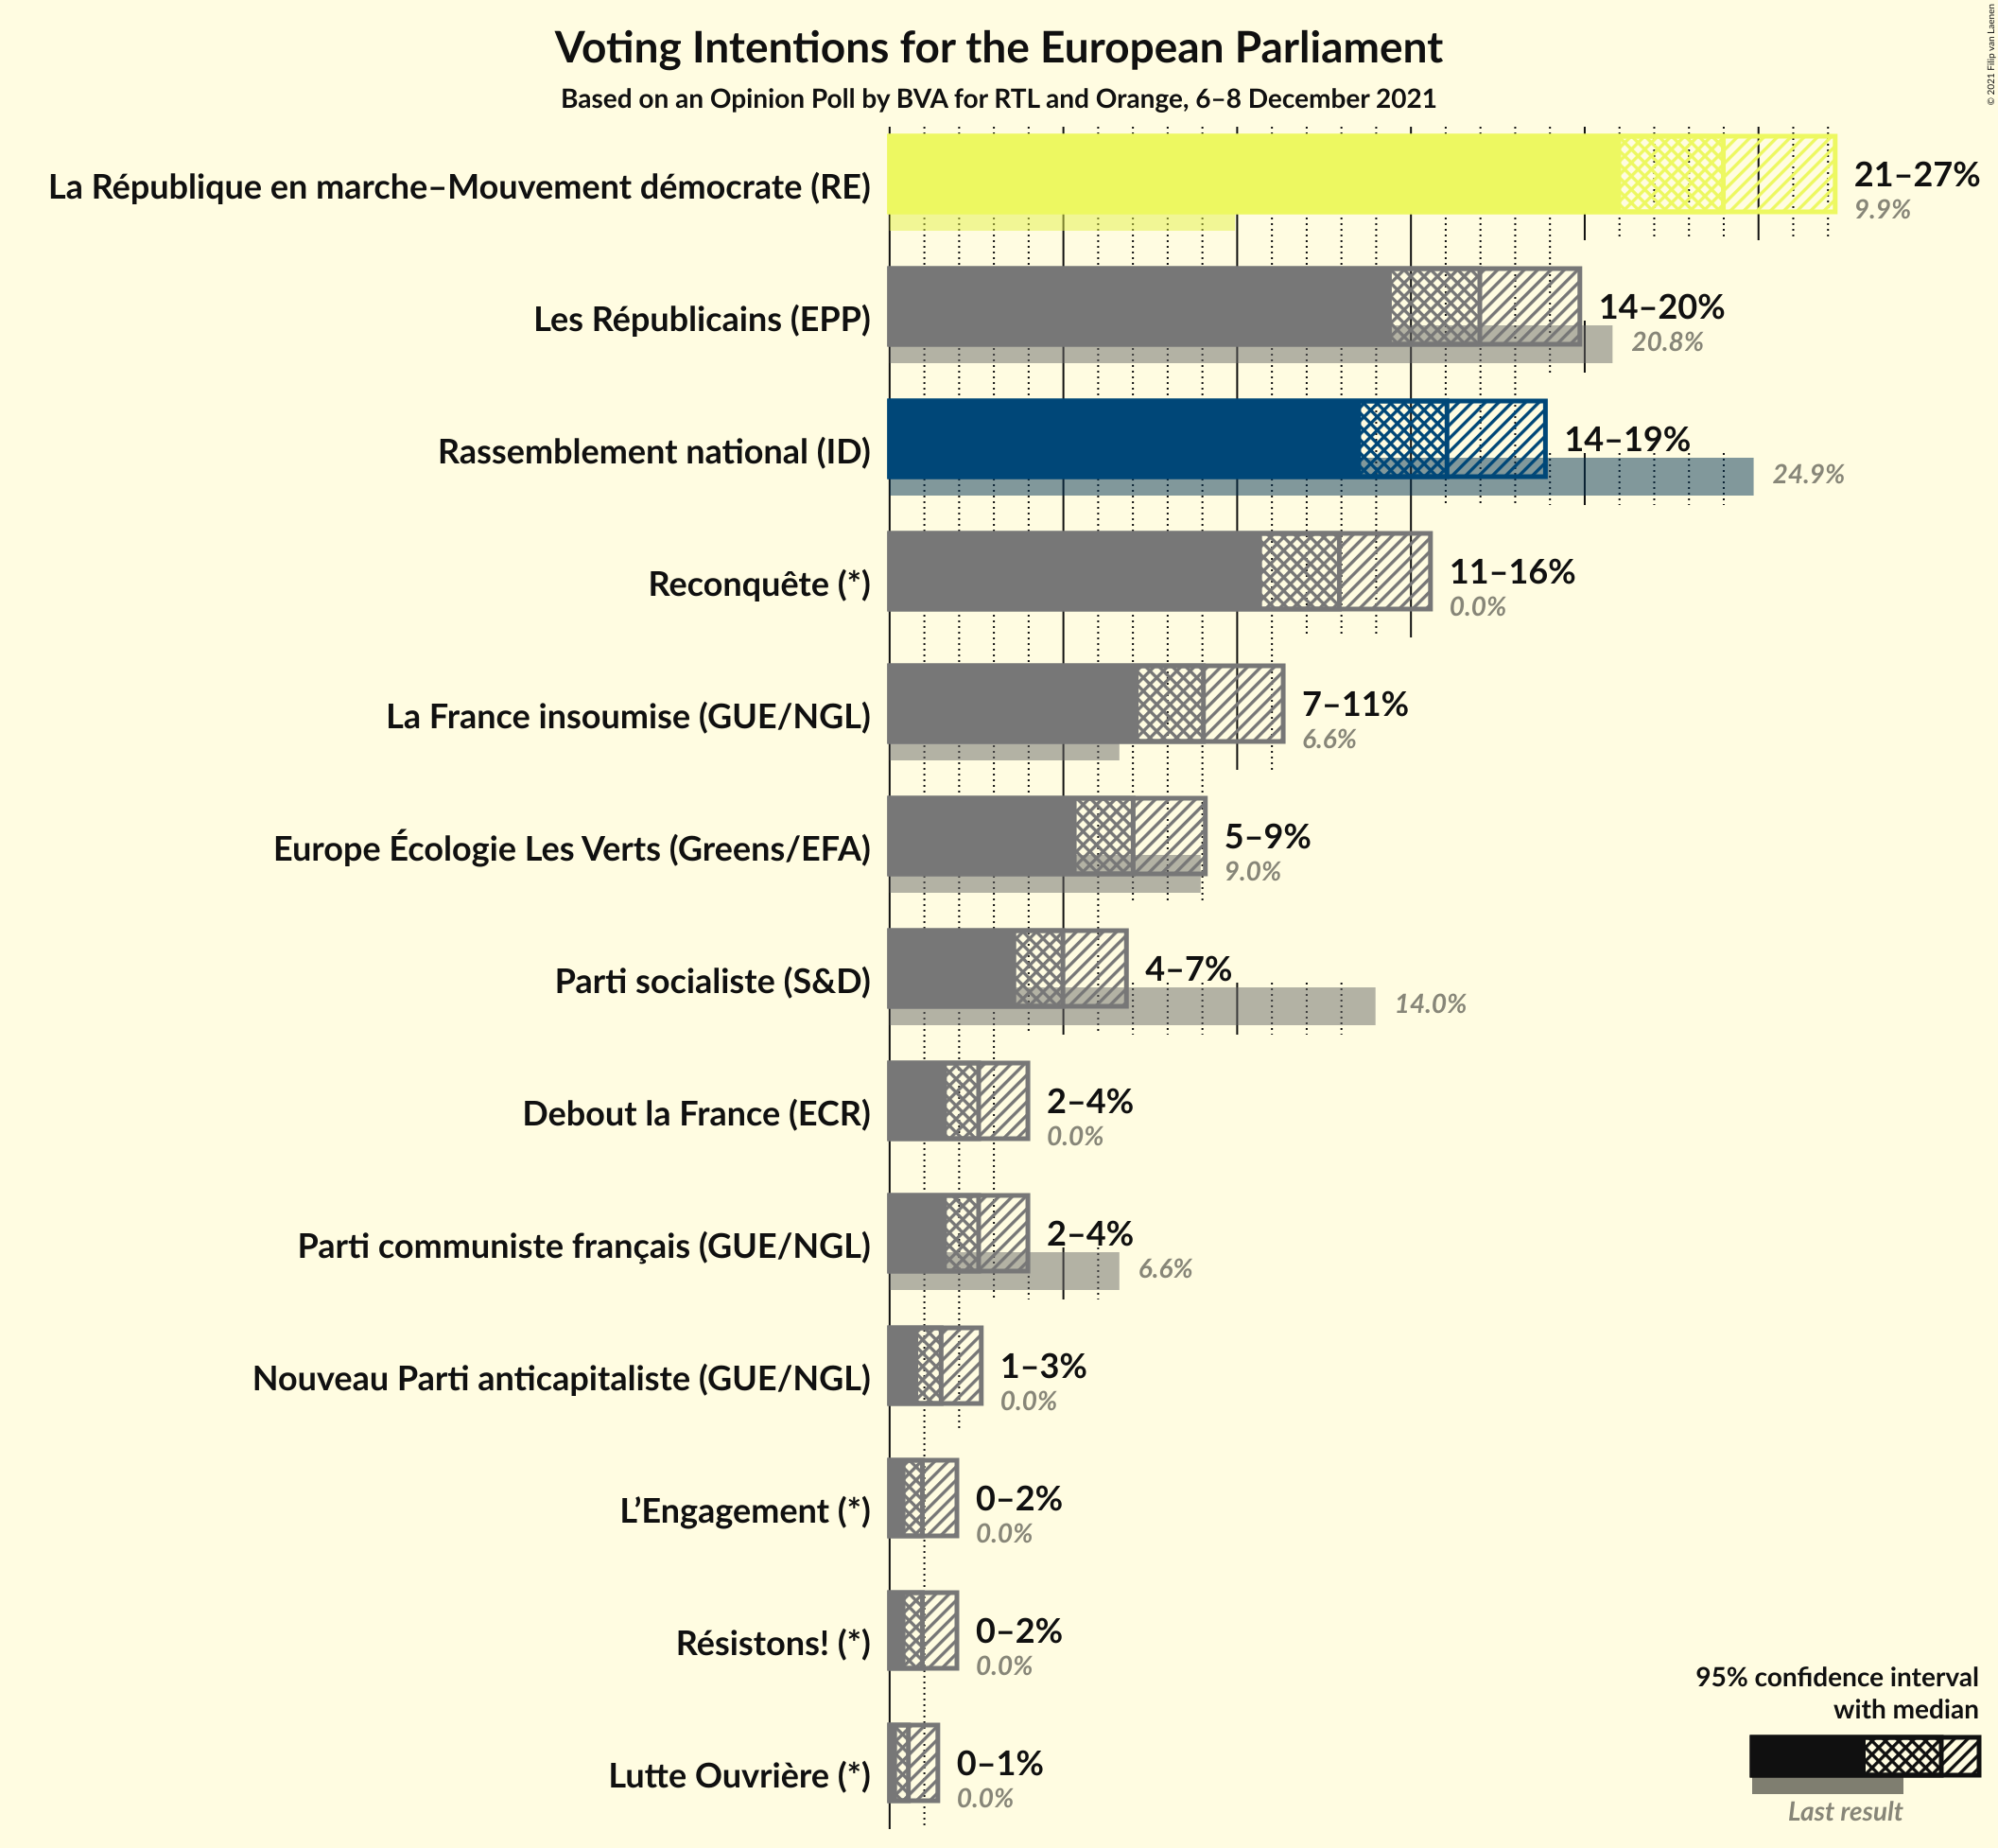 Voting Intentions for the European Parliament
Based on an Opinion Poll by BVA for RTL and Orange, 6–8 December 2021
© 2021 Filip van Laenen
La République en marche–Mouvement démocrate (RE)
21–27%
9.9%
Les Républicains (EPP)
14–20%
20.8%
Rassemblement national (ID)
14–19%
24.9%
Reconquête (*)
11–16%
0.0%
La France insoumise (GUE/NGL)
7–11%
6.6%
Europe Écologie Les Verts (Greens/EFA)
5–9%
9.0%
Parti socialiste (S&D)
4–7%
14.0%
Debout la France (ECR)
2–4%
0.0%
Parti communiste français (GUE/NGL)
2–4%
6.6%
Nouveau Parti anticapitaliste (GUE/NGL)
1–3%
0.0%
L’Engagement (*)
0–2%
0.0%
Résistons! (*)
0–2%
0.0%
Lutte Ouvrière (*)
0–1%
0.0%
95% confidence interval
with median
Last result